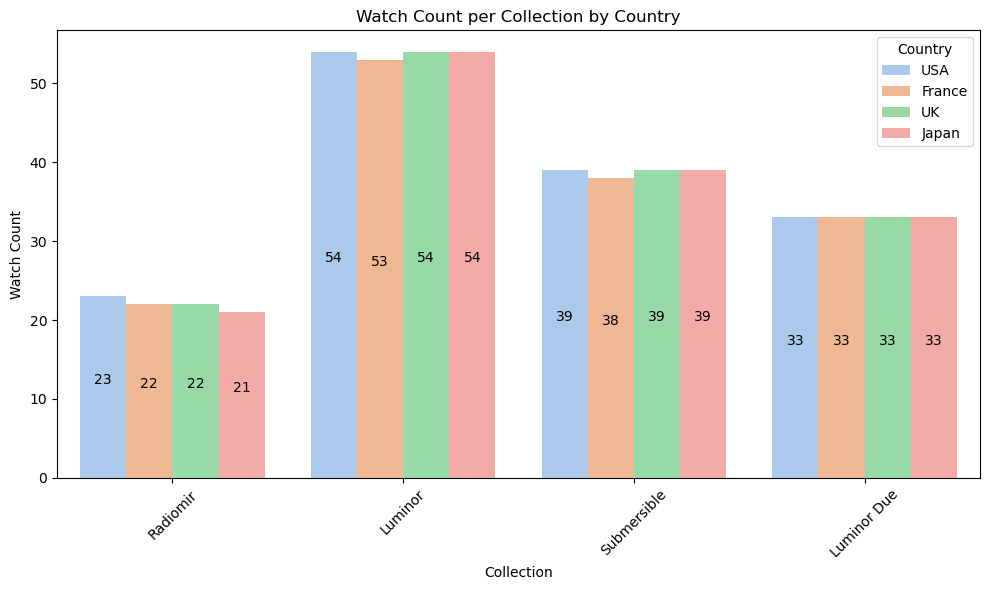 Watch Count per Collection by Country
Country
USA
France
UK
Japan
Watch Count
50
40
30
20
10
0
23
22
22
21
54
53
54
54
39
38
39
39
33
33
33
33
Radiomir
Luminor
Submersible
Luminor Due
Collection